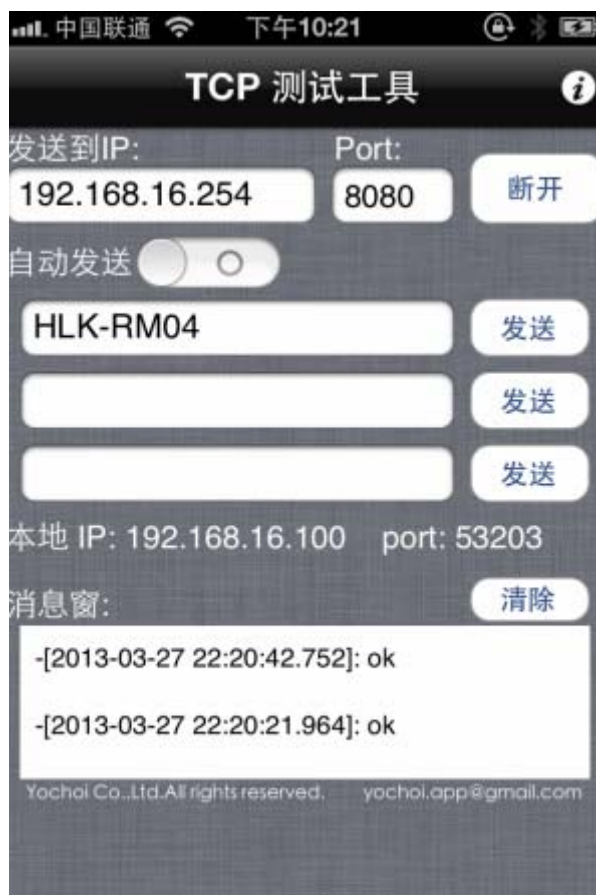 中国联通 下午10:21
TCP 测试工具
发送到IP: Port:
192.168.16.254 8080 断开
自动发送
HLK-RM04 发送
发送
发送
本地 IP: 192.168.16.100 port: 53203
消息窗: 清除
-[2013-03-27 22:20:42.752]: ok
-[2013-03-27 22:20:21.964]: ok
Yochoi Co.,Ltd.All rights reserved. yochoi.app@gmail.com